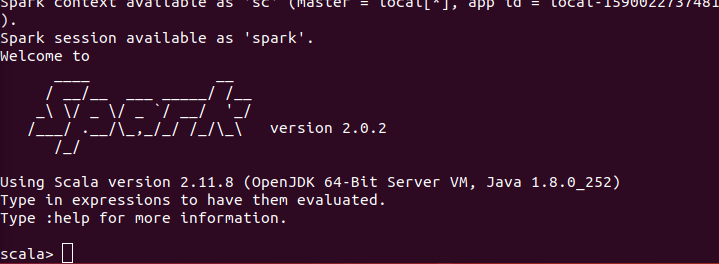 Spark context available as 'sc' (master = local[*], app id = local-1590022737481
).
Spark session available as 'spark'.
Welcome to
      ____              __
     / __/__  ___ _____/ /__
    _\ \/ _ \/ _ `/ __/  '_/
   /___/ .__/\_,_/_/ /_/\_\   version 2.0.2
      /_/
Using Scala version 2.11.8 (OpenJDK 64-Bit Server VM, Java 1.8.0_252)
Type in expressions to have them evaluated.
Type :help for more information.
scala>